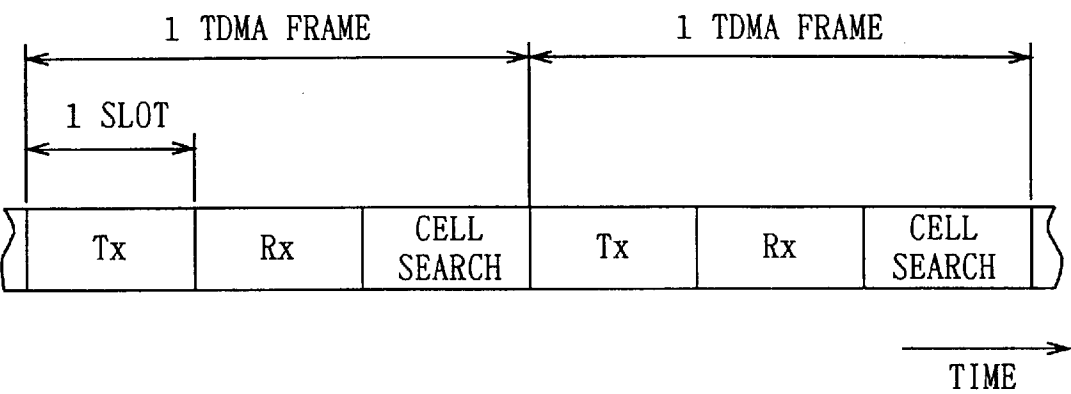 1 TDMA FRAME
1 TDMA FRAME
1 SLOT
Tx
Rx
CELL
SEARCH
Tx
Rx
CELL
SEARCH
TIME